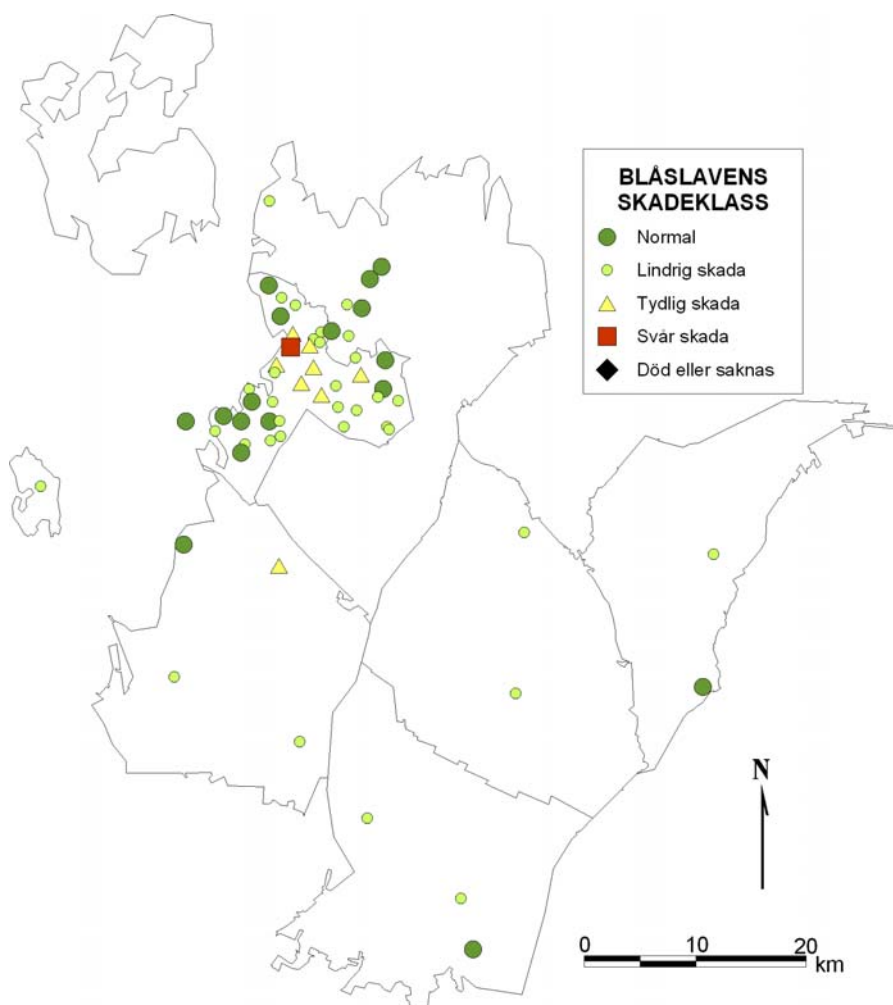 BLÅSLAVENS
SKADEKLASS
Normal
Lindrig skada
Tydlig skada
Svår skada
Död eller saknas
N
0 10 20
km